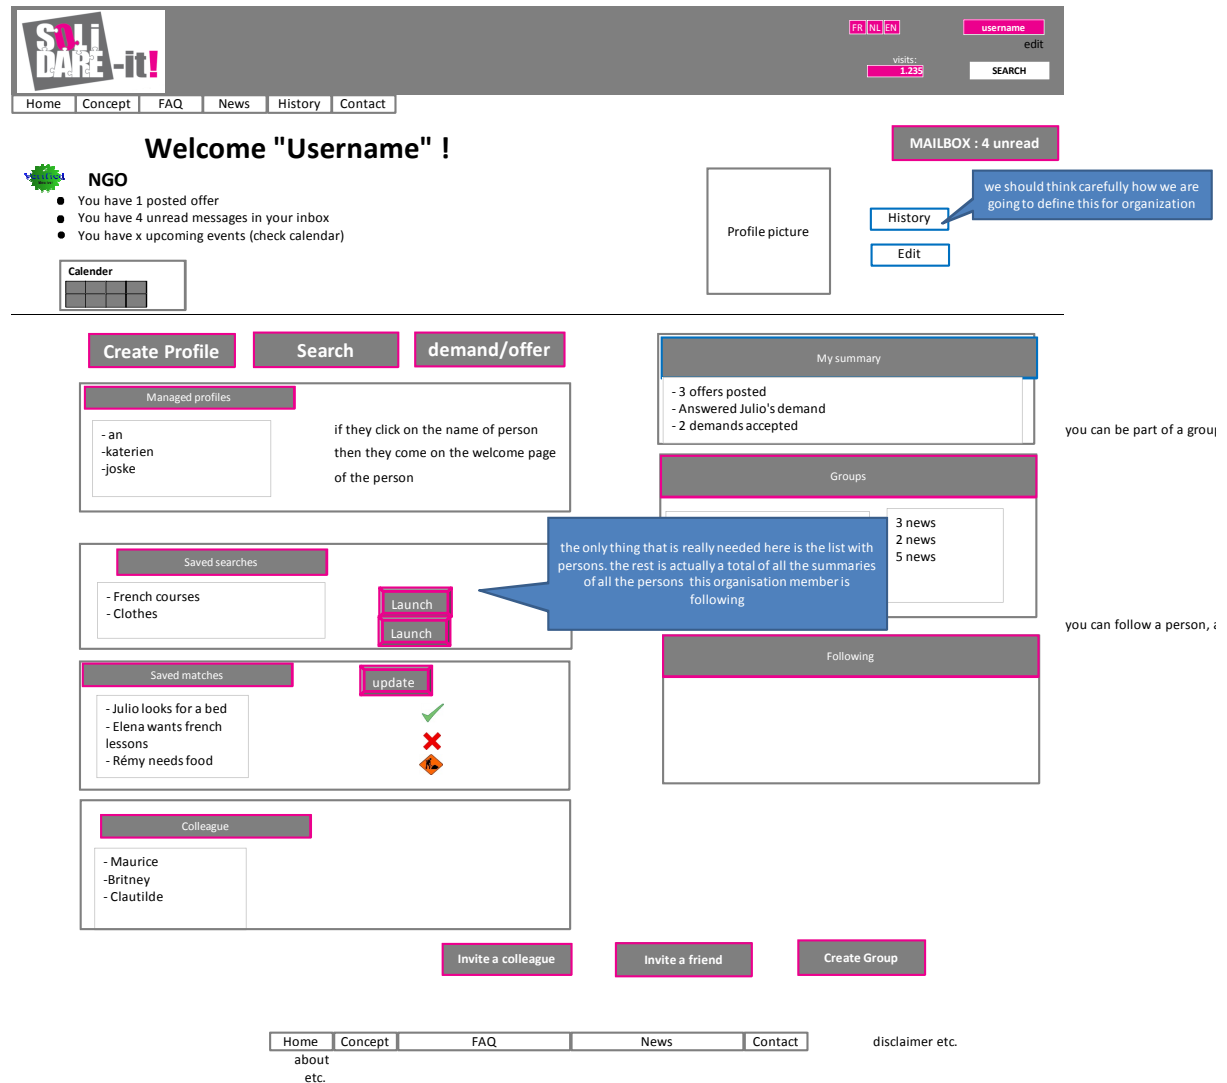 SOLi
DARE -it!
FR NL EN
username
edit
visits:
1.235
SEARCH
Home Concept FAQ News History Contact
Welcome "Username" !
MAILBOX : 4 unread
Verified
NGO
You have 1 posted offer
You have 4 unread messages in your inbox
You have x upcoming events (check calendar)
Profile picture
we should think carefully how we are
going to define this for organization
History
Edit
Calender
Create Profile
Search
demand/offer
Managed profiles
- an
-katerien
-joske
if they click on the name of person
then they come on the welcome page
of the person
My summary
- 3 offers posted
- Answered Julio's demand
- 2 demands accepted
you can be part of a group
Groups
3 news
2 news
5 news
the only thing that is really needed here is the list with
persons. the rest is actually a total of all the summaries
of all the persons this organisation member is
following
Saved searches
- French courses
- Clothes
Launch
Launch
you can follow a person, a
Following
Saved matches
update
- Julio looks for a bed
- Elena wants french
lessons
- Rémy needs food
Colleague
- Maurice
-Britney
- Clautilde
Invite a colleague
Invite a friend
Create Group
Home Concept FAQ News Contact
disclaimer etc.
about
etc.